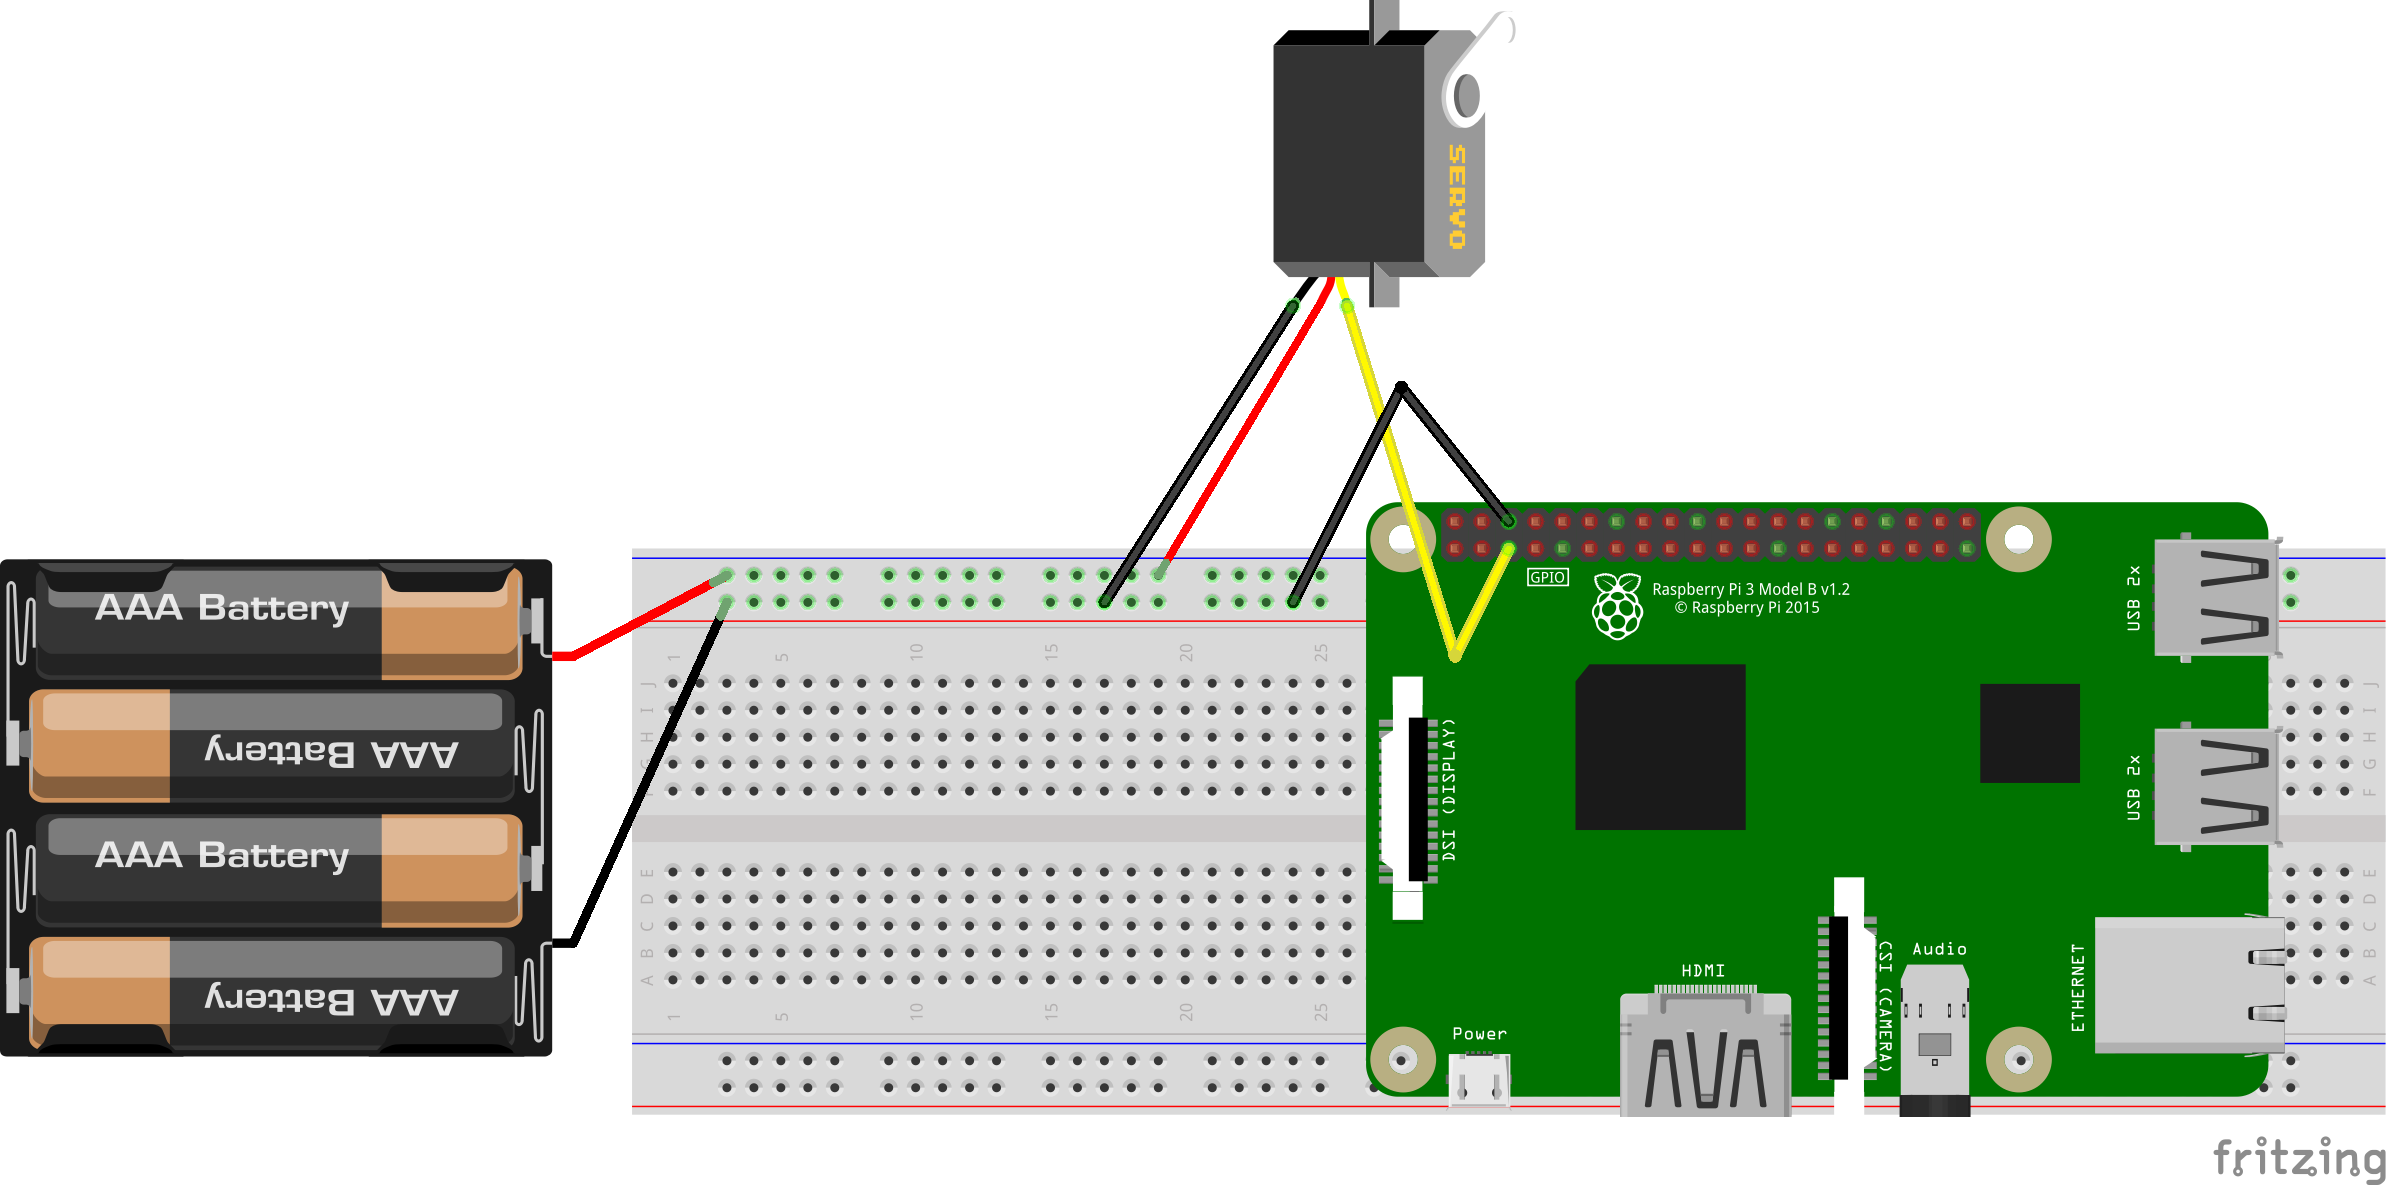 SERVO
AAA Battery
AAA Battery
AAA Battery
AAA Battery
GPIO
Raspberry Pi 3 Model B v1.2
© Raspberry Pi 2015
USB 2x
USB 2x
1 5 10 15 20 25
J
I
H
G
F
E
D
C
B
A
1 5 10 15 20 25
J
I
H
G
F
E
D
C
B
A
DSI (DISPLAY)
CSI (CAMERA)
Audio
HDMI
ETHERNET
Power
fritzing